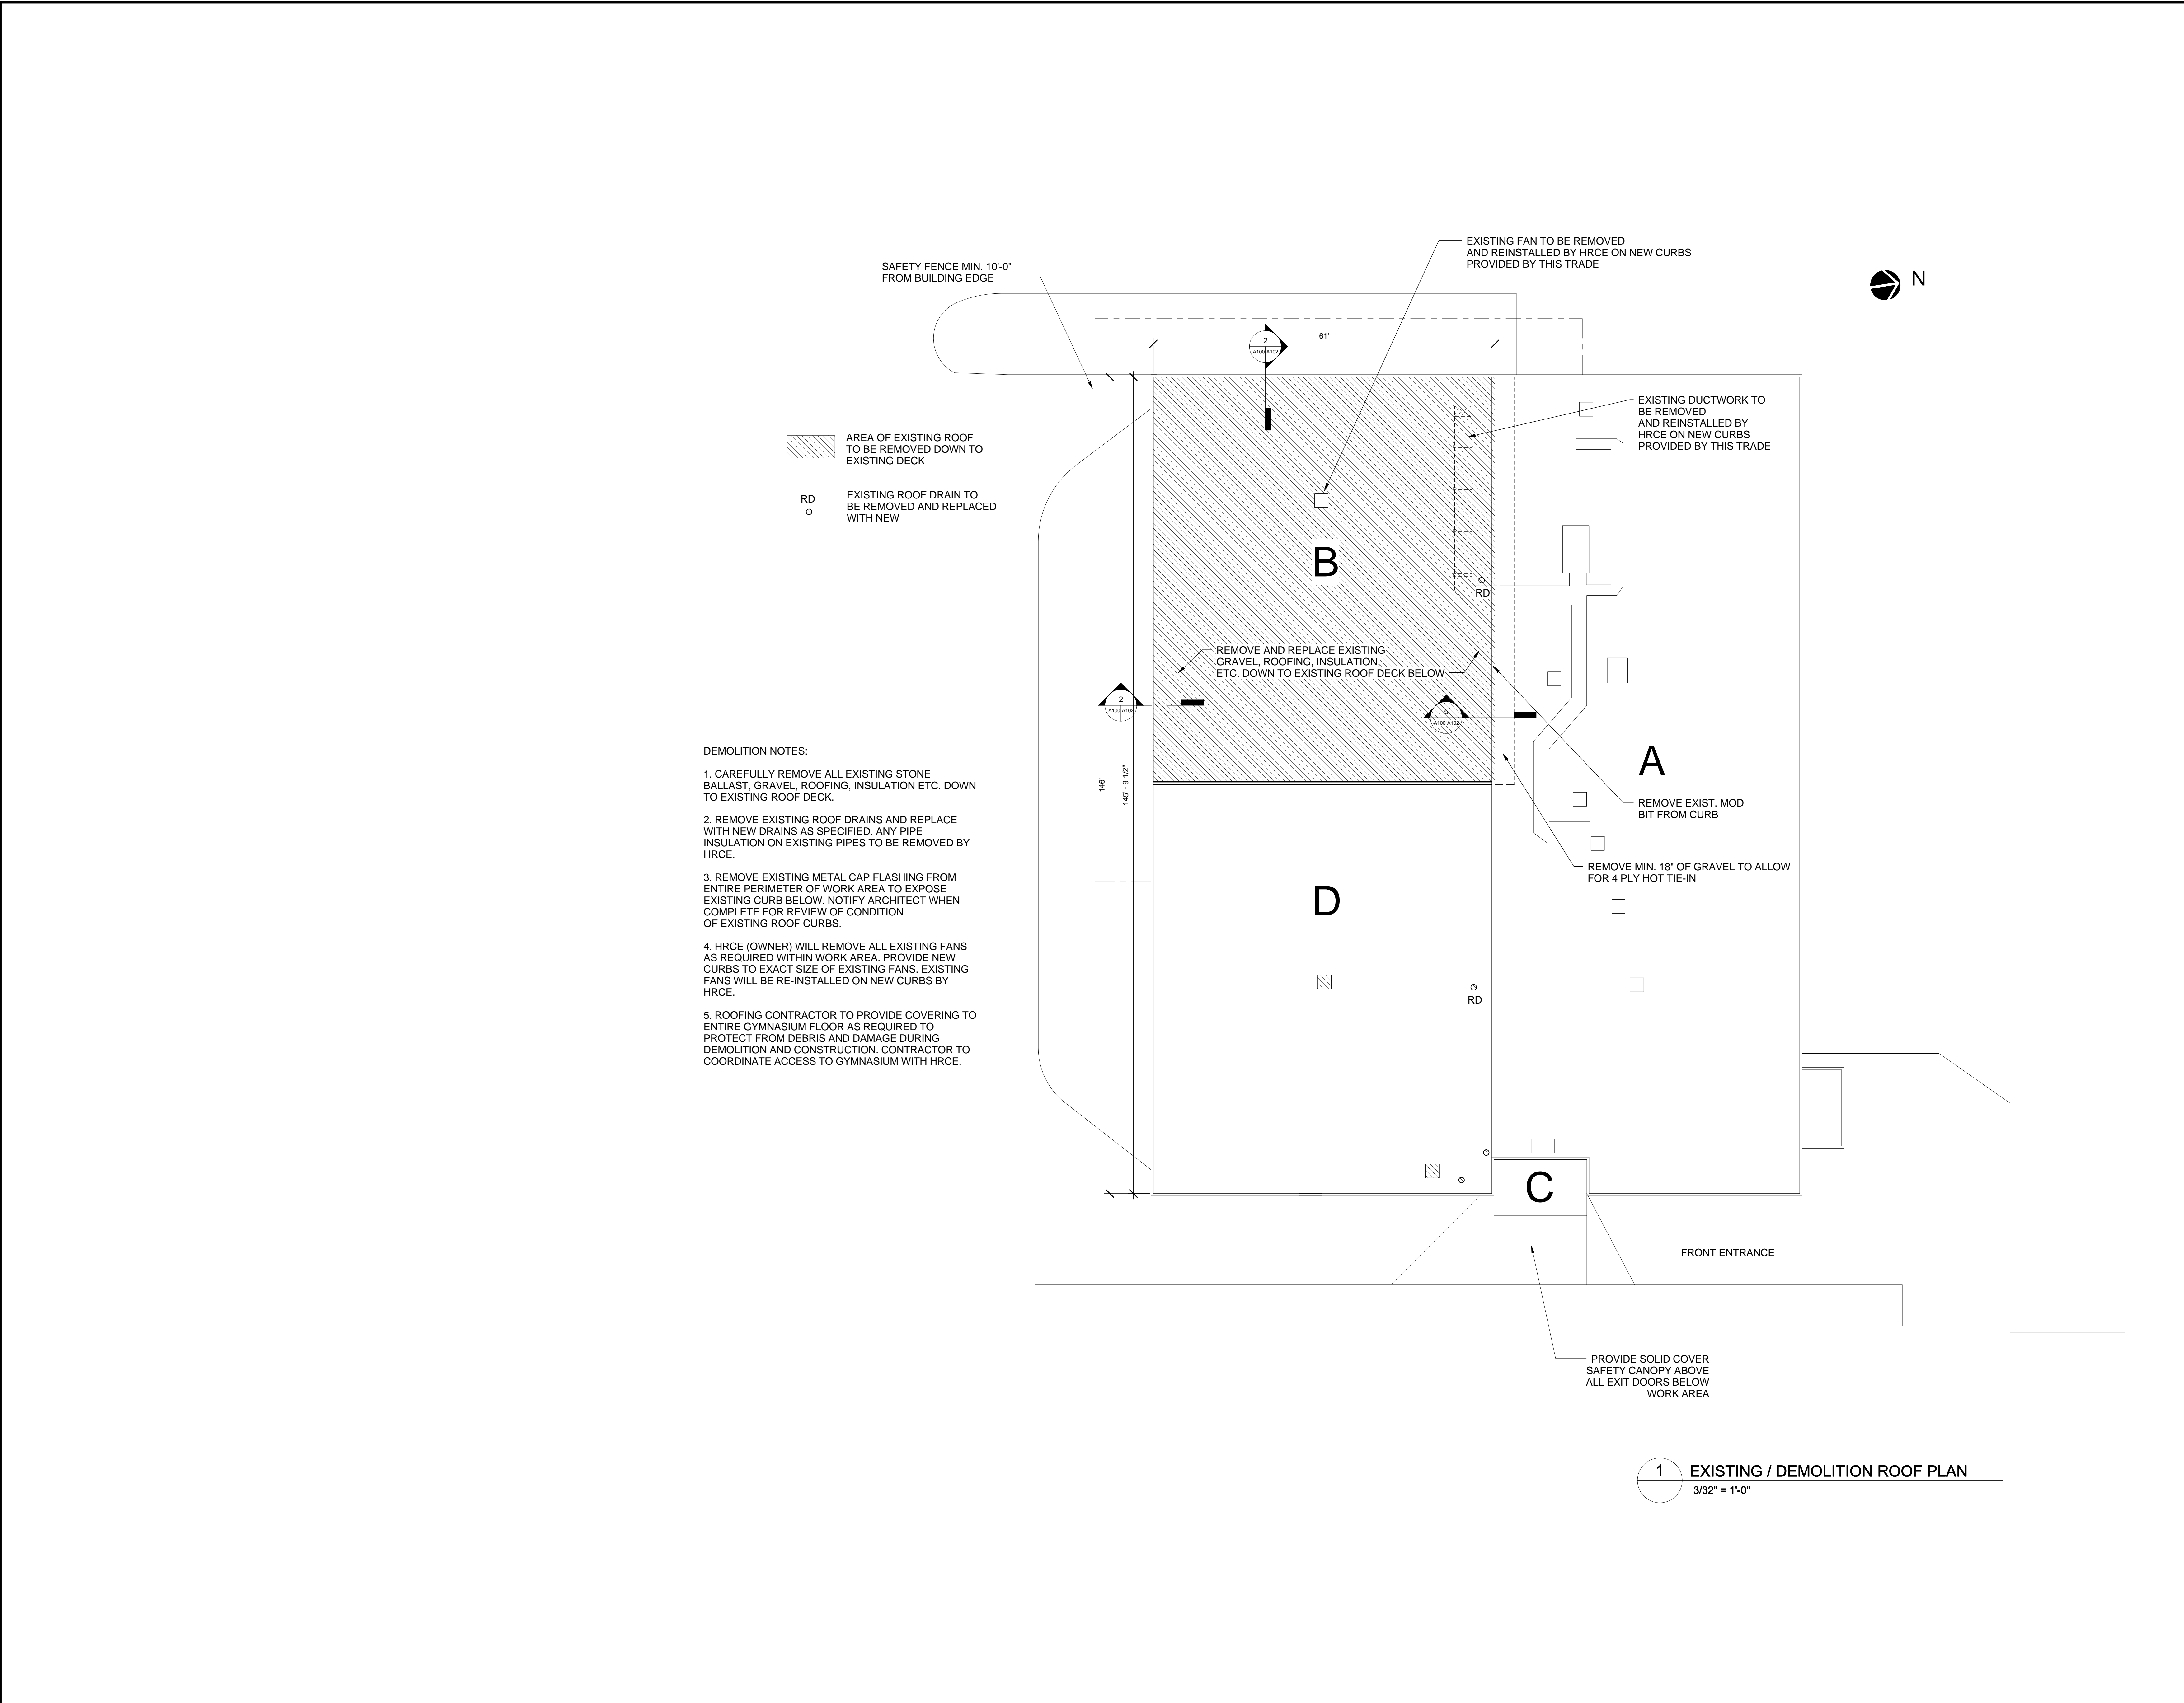 EXISTING FAN TO BE REMOVED
AND REINSTALLED BY HRCE ON NEW CURBS
PROVIDED BY THIS TRADE
SAFETY FENCE MIN. 10'-0"
FROM BUILDING EDGE
N
61'
2
A100 A102
EXISTING DUCTWORK TO
BE REMOVED
AND REINSTALLED BY
HRCE ON NEW CURBS
PROVIDED BY THIS TRADE
AREA OF EXISTING ROOF
TO BE REMOVED DOWN TO
EXISTING DECK
RD
EXISTING ROOF DRAIN TO
BE REMOVED AND REPLACED
WITH NEW
B
RD
REMOVE AND REPLACE EXISTING
GRAVEL, ROOFING, INSULATION,
ETC. DOWN TO EXISTING ROOF DECK BELOW
2
A100 A102
5
A100 A102
146'
145' - 9 1/2"
A
REMOVE EXIST. MOD
BIT FROM CURB
REMOVE MIN. 18" OF GRAVEL TO ALLOW
FOR 4 PLY HOT TIE-IN
DEMOLITION NOTES:
1. CAREFULLY REMOVE ALL EXISTING STONE
BALLAST, GRAVEL, ROOFING, INSULATION ETC. DOWN
TO EXISTING ROOF DECK.
2. REMOVE EXISTING ROOF DRAINS AND REPLACE
WITH NEW DRAINS AS SPECIFIED. ANY PIPE
INSULATION ON EXISTING PIPES TO BE REMOVED BY
HRCE.
3. REMOVE EXISTING METAL CAP FLASHING FROM
ENTIRE PERIMETER OF WORK AREA TO EXPOSE
EXISTING CURB BELOW. NOTIFY ARCHITECT WHEN
COMPLETE FOR REVIEW OF CONDITION
OF EXISTING ROOF CURBS.
4. HRCE (OWNER) WILL REMOVE ALL EXISTING FANS
AS REQUIRED WITHIN WORK AREA. PROVIDE NEW
CURBS TO EXACT SIZE OF EXISTING FANS. EXISTING
FANS WILL BE RE-INSTALLED ON NEW CURBS BY
HRCE.
5. ROOFING CONTRACTOR TO PROVIDE COVERING TO
ENTIRE GYMNASIUM FLOOR AS REQUIRED TO
PROTECT FROM DEBRIS AND DAMAGE DURING
DEMOLITION AND CONSTRUCTION. CONTRACTOR TO
COORDINATE ACCESS TO GYMNASIUM WITH HRCE.
D
RD
C
FRONT ENTRANCE
PROVIDE SOLID COVER
SAFETY CANOPY ABOVE
ALL EXIT DOORS BELOW
WORK AREA
1
EXISTING / DEMOLITION ROOF PLAN
3/32" = 1'-0"